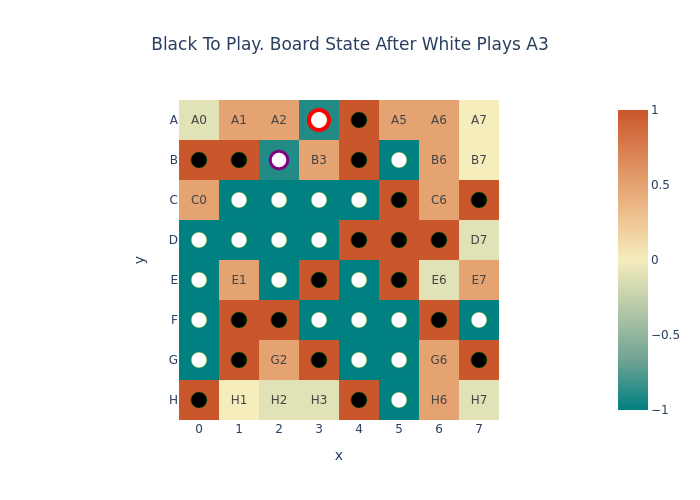 Black To Play. Board State After White Plays A3
A A0 A1 A2 A5 A6 A7
B B3 B6 B7
C C0 C6
D D7
E E1 E6 E7
F
G G2 G6
H H1 H2 H3 H6 H7
0 1 2 3 4 5 6 7
x
y
1
0.5
0
−0.5
−1